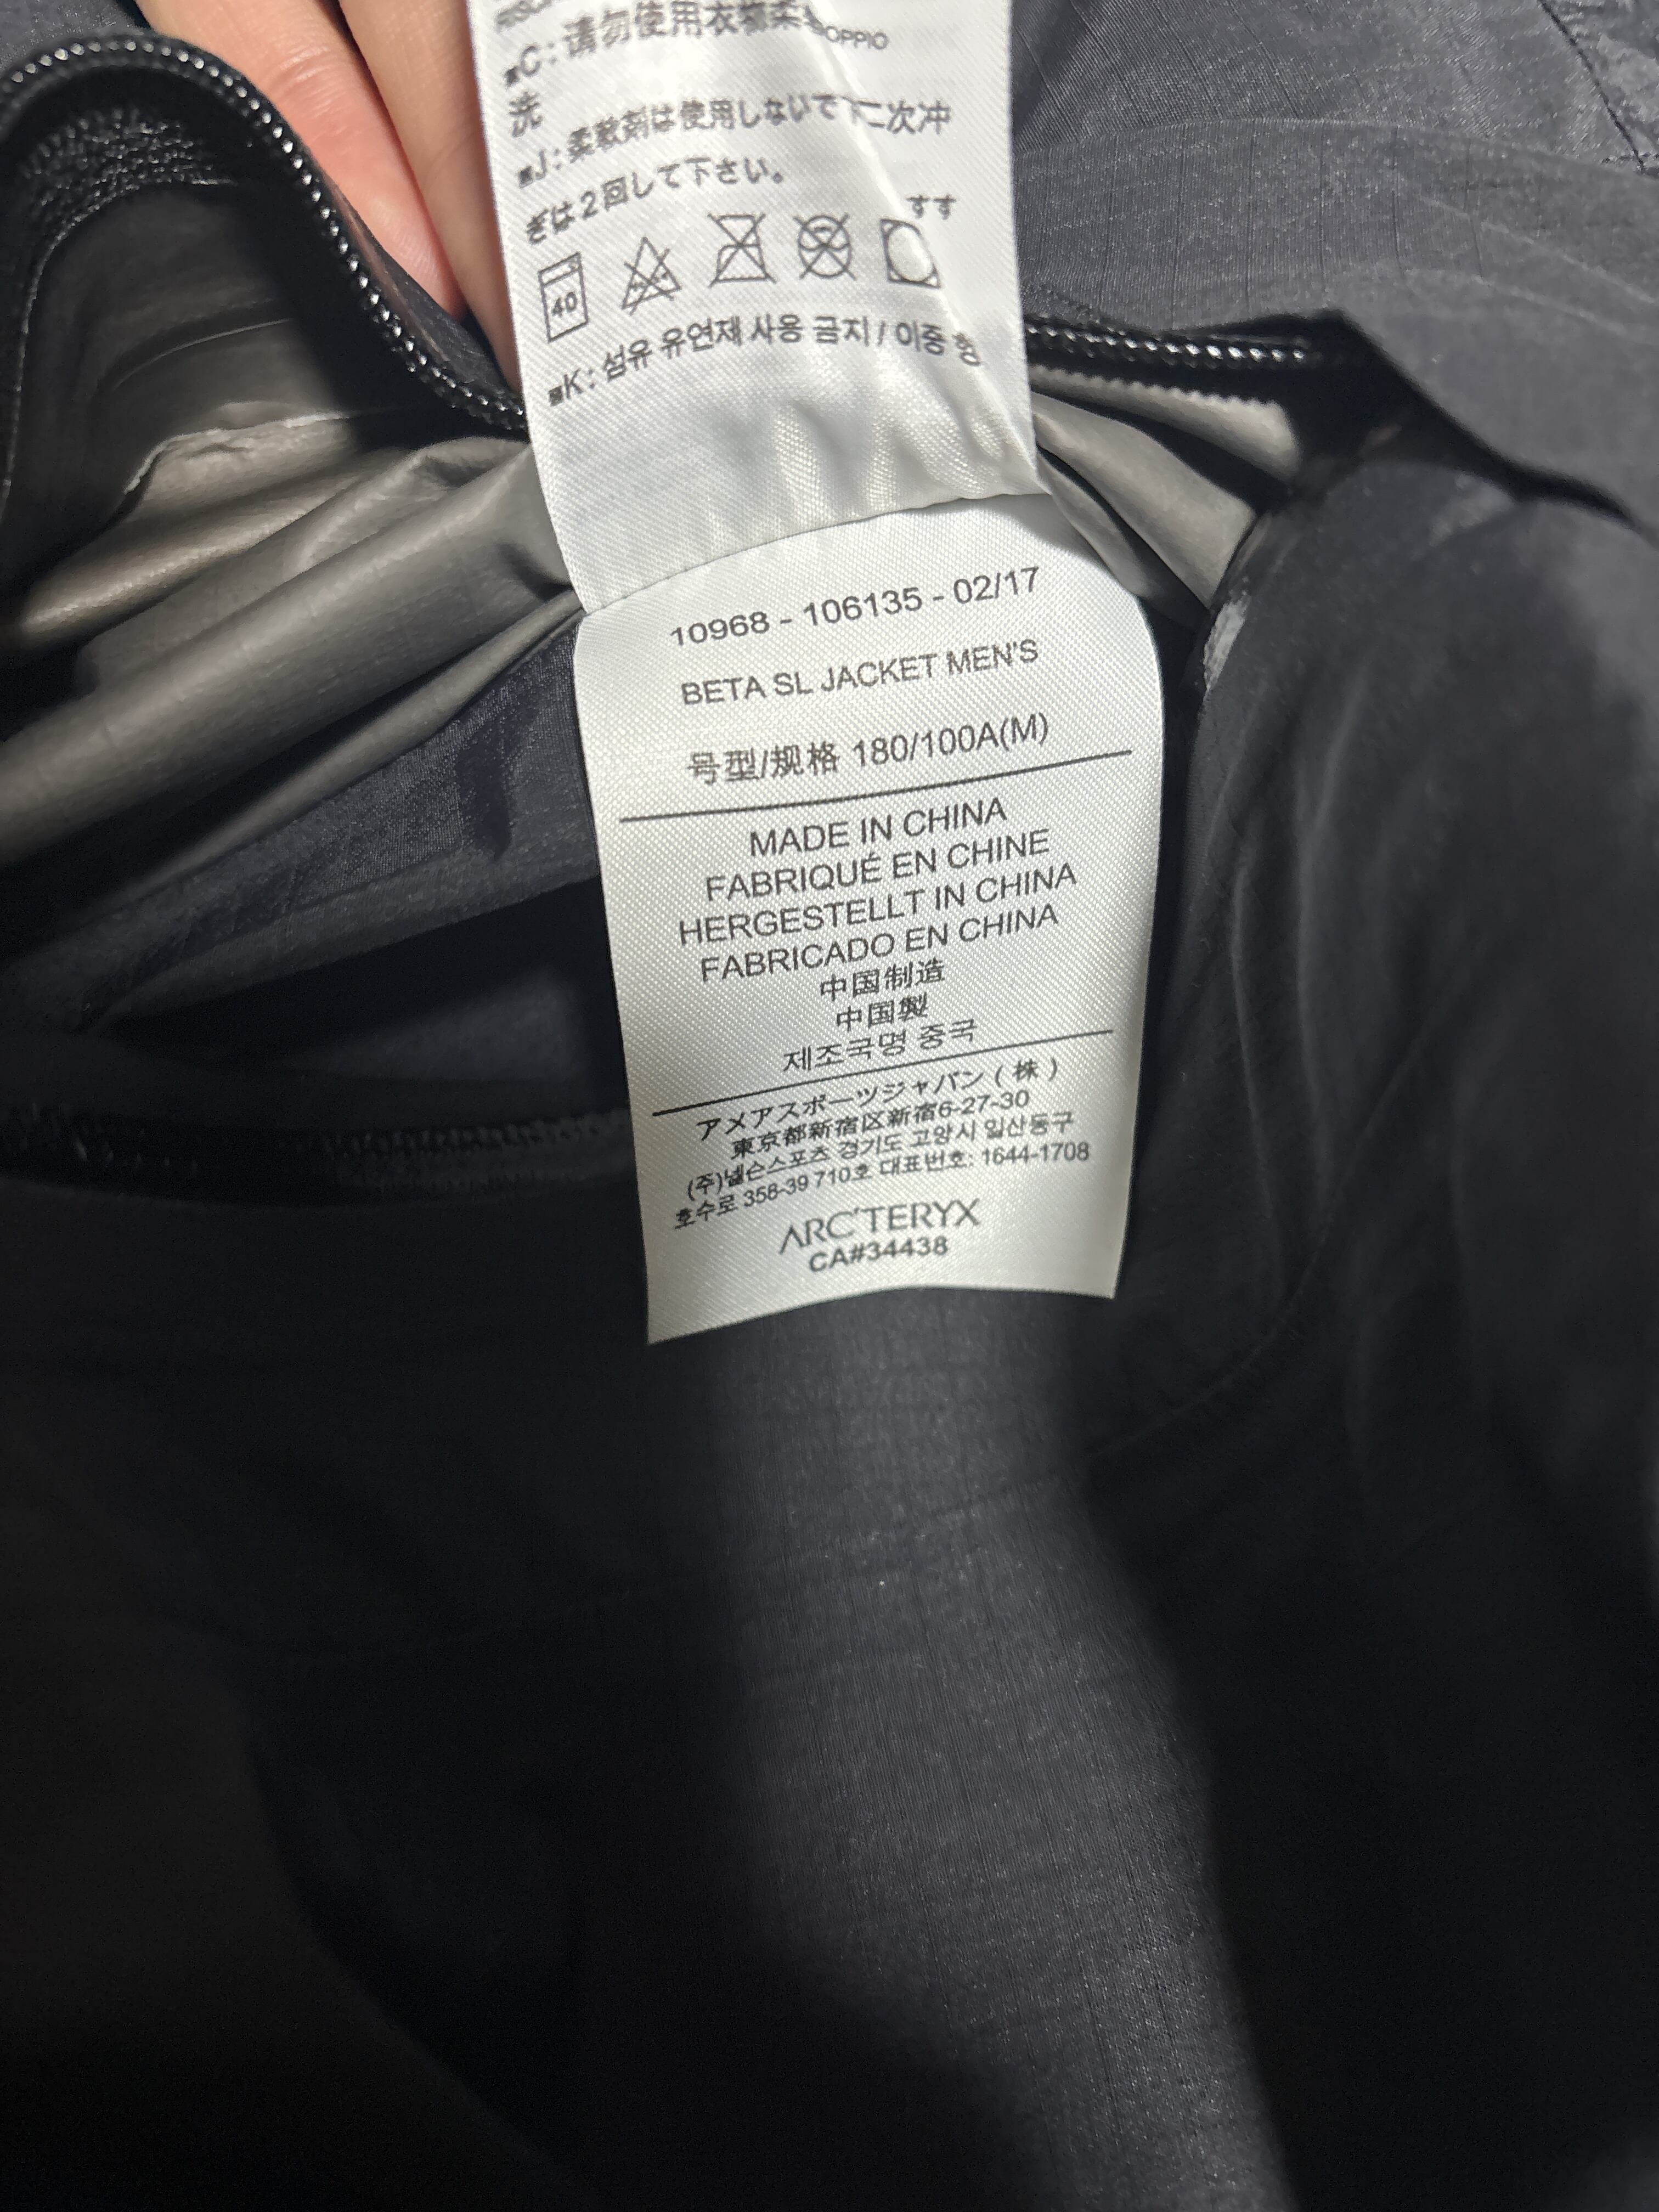 ■C: 请勿使用衣物柔
OPPIO
洗
■J: 柔軟剤は使用しないで下
二次冲
ぎは2回して下さい。
すす
40
■K: 섬유 유연제 사용 금지 / 이중 헹
10968 - 106135 - 02/17
BETA SL JACKET MEN'S
号型/规格 180/100A(M)
MADE IN CHINA
FABRIQUÉ EN CHINE
HERGESTELLT IN CHINA
FABRICADO EN CHINA
中国制造
中国製
제조국명 중국
アメアスポーツジャパン ( 株 )
東京都新宿区新宿6-27-30
(주)넬슨스포츠 경기도 고양시 일산동구
호수로 358-39 710호 대표번호: 1644-1708
ARC'TERYX
CA#34438